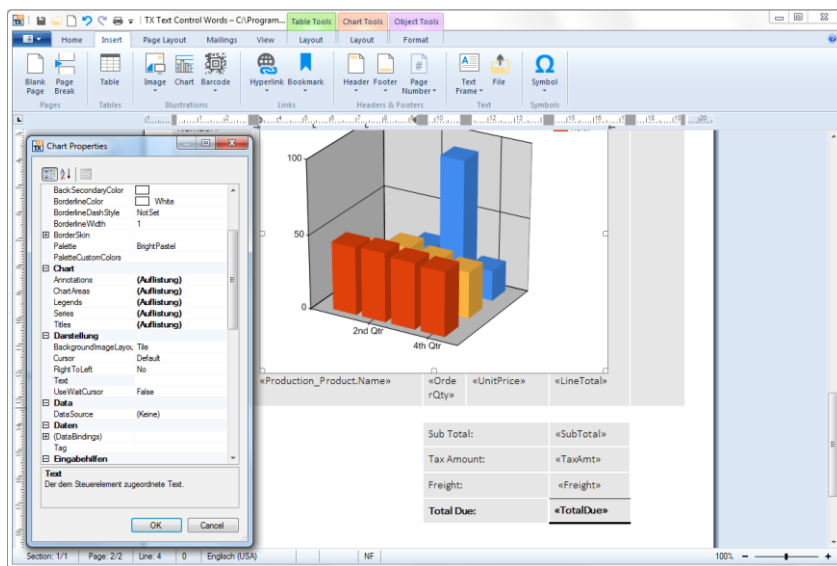 TX Text Control Words – C:\Program...
Table Tools
Chart Tools
Object Tools
Home
Insert
Page Layout
Mailings
View
Layout
Layout
Format
Blank Page
Page Break
Table
Image
Chart
Barcode
Hyperlink
Bookmark
Header
Footer
Page Number
Text Frame
File
Symbol
Pages
Tables
Illustrations
Links
Headers & Footers
Text
Symbols
Chart Properties
BackSecondaryColor
BorderlineColor White
BorderlineDashStyle NotSet
BorderlineWidth 1
BorderSkin
Palette BrightPastel
PaletteCustomColors
Chart
Annotations (Auflistung)
ChartAreas (Auflistung)
Legends (Auflistung)
Series (Auflistung)
Titles (Auflistung)
Darstellung
BackgroundImageLayou Tile
Cursor Default
RightToLeft No
Text
UseWaitCursor False
Data
DataSource (Keine)
Daten
(DataBindings)
Tag
Eingabehilfen
Text
Der dem Steuerelement zugeordnete Text.
OK
Cancel
100
50
0
2nd Qtr
4th Qtr
«Production_Product.Name»
«Orde
rQty»
«UnitPrice»
«LineTotal»
Sub Total: «SubTotal»
Tax Amount: «TaxAmt»
Freight: «Freight»
Total Due: «TotalDue»
Section: 1/1 Page: 2/2 Line: 4 0 Englisch (USA) NF 100%